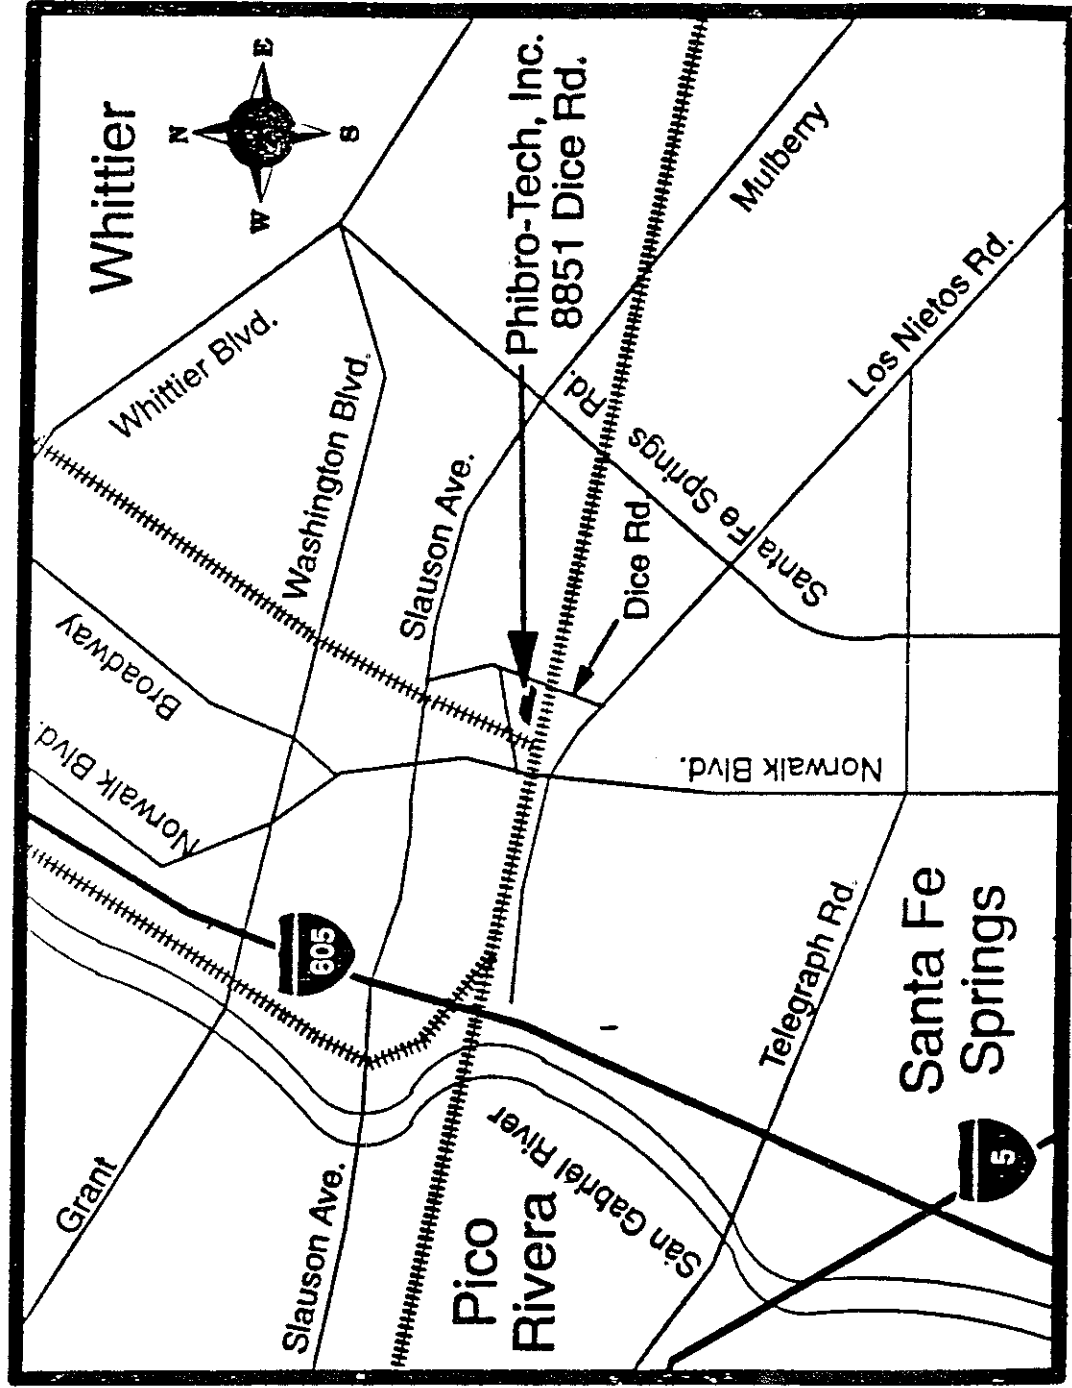 Whittier
N
E
S
W
Whittier Blvd.
Washington Blvd.
Slauson Ave.
Broadway
Norwalk Blvd.
Phibro-Tech, Inc.
8851 Dice Rd.
Mulberry
Los Nietos Rd.
Santa Fe Springs Rd.
Dice Rd.
Norwalk Blvd.
605
Grant
Slauson Ave.
Pico
Rivera
San Gabriel River
Telegraph Rd.
Santa Fe
Springs
5